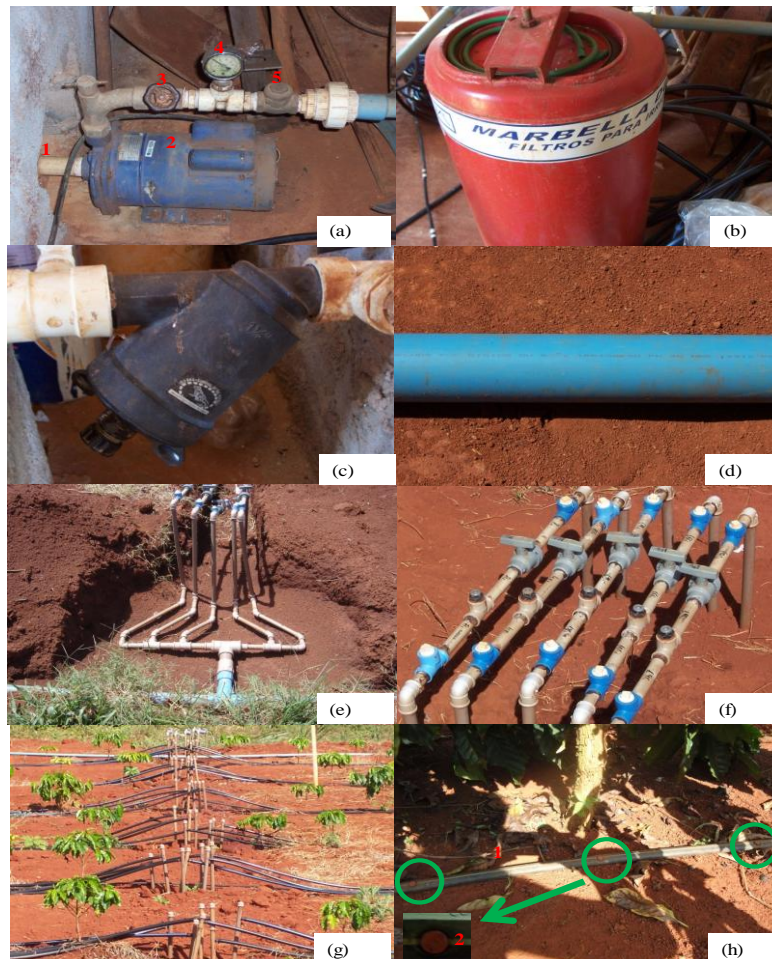 4
3
5
2
1
(a)
MARBELLA
FILTROS PARA
(b)
(c)
(d)
(e)
(f)
(g)
1
2
(h)